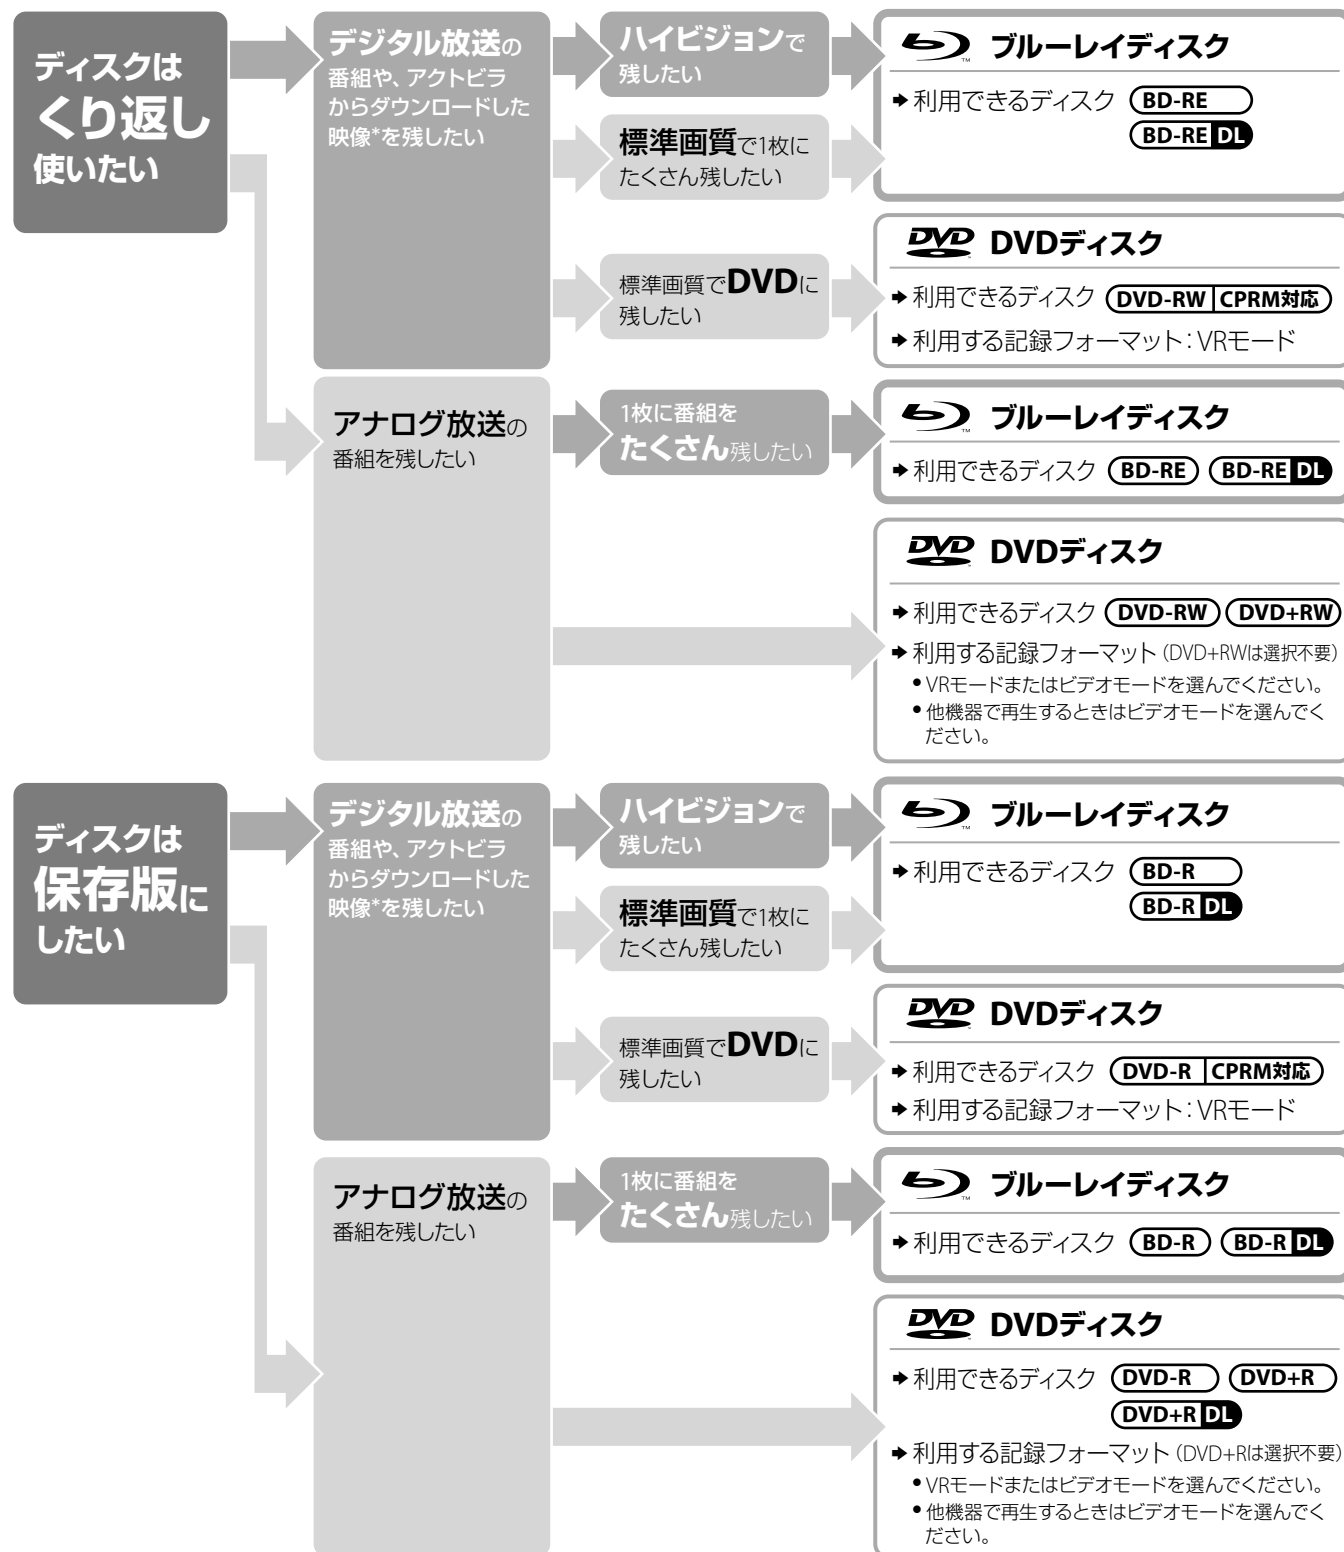 ディスクは
くり返し
使いたい
デジタル放送の
番組や、アクトビラ
からダウンロードした
映像*を残したい
ハイビジョンで
残したい
標準画質で1枚に
たくさん残したい
標準画質でDVDに
残したい
ブルーレイディスク
利用できるディスク BD-RE
BD-RE DL
DVD DVDディスク
利用できるディスク DVD-RW CPRM対応
利用する記録フォーマット：VRモード
アナログ放送の
番組を残したい
1枚に番組を
たくさん残したい
ブルーレイディスク
利用できるディスク BD-RE BD-RE DL
DVD DVDディスク
利用できるディスク DVD-RW DVD+RW
利用する記録フォーマット（DVD+RWは選択不要）
•VRモードまたはビデオモードを選んでください。
•他機器で再生するときはビデオモードを選んでく
ださい。
ディスクは
保存版に
したい
デジタル放送の
番組や、アクトビラ
からダウンロードした
映像*を残したい
ハイビジョンで
残したい
標準画質で1枚に
たくさん残したい
標準画質でDVDに
残したい
ブルーレイディスク
利用できるディスク BD-R
BD-R DL
DVD DVDディスク
利用できるディスク DVD-R CPRM対応
利用する記録フォーマット：VRモード
アナログ放送の
番組を残したい
1枚に番組を
たくさん残したい
ブルーレイディスク
利用できるディスク BD-R BD-R DL
DVD DVDディスク
利用できるディスク DVD-R DVD+R
DVD+R DL
利用する記録フォーマット（DVD+Rは選択不要）
•VRモードまたはビデオモードを選んでください。
•他機器で再生するときはビデオモードを選んでく
ださい。